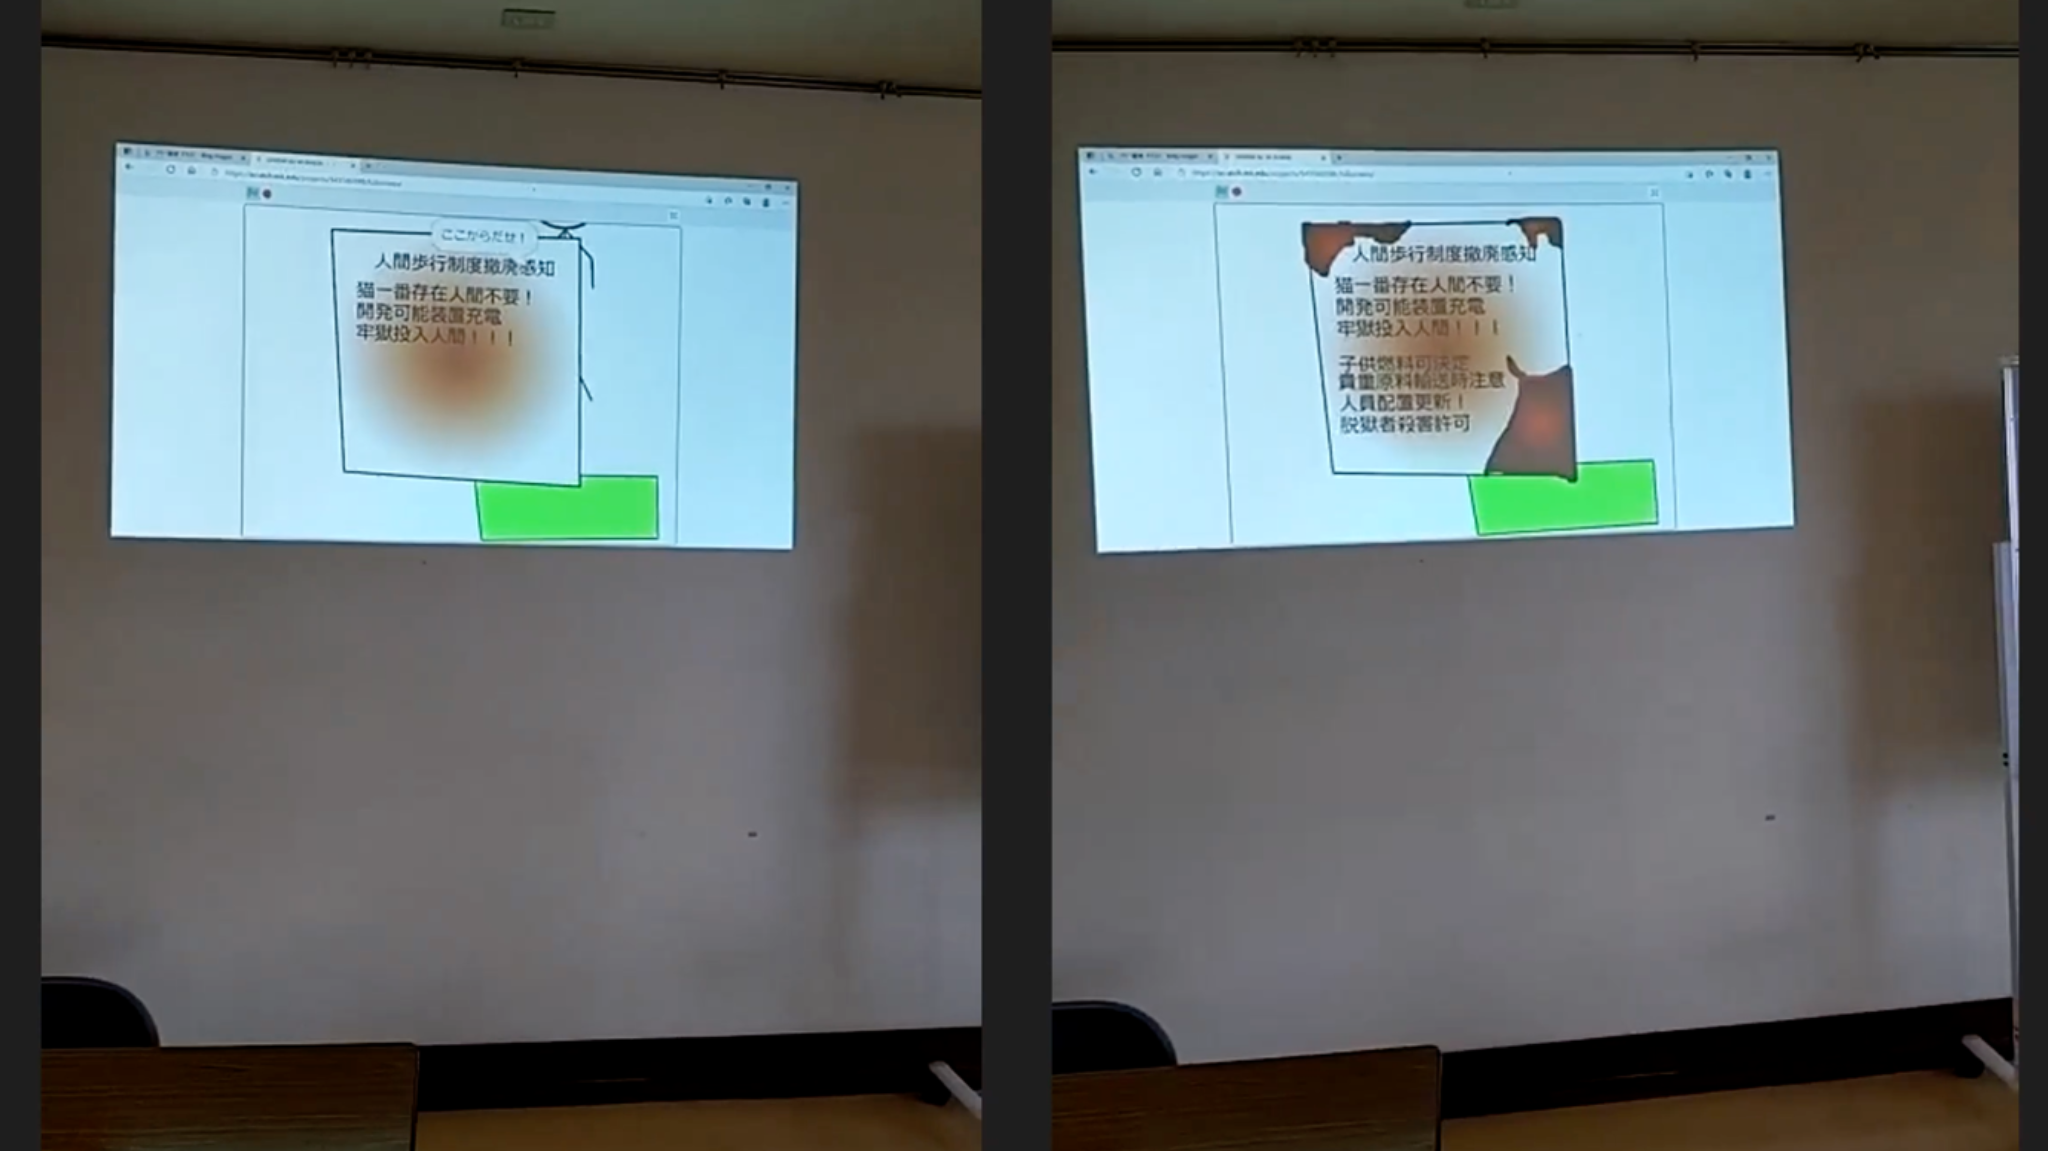 ここからだせ！
人間歩行制度撤廃感知
猫一番存在人間不要！
開発可能装置充電
牢獄投入人間！！！
人間歩行制度撤廃感知
猫一番存在人間不要！
開発可能装置充電
牢獄投入人間！！！
子供燃料可決定
貴重原料輸送時注意
人員配置更新！
脱獄者殺害許可